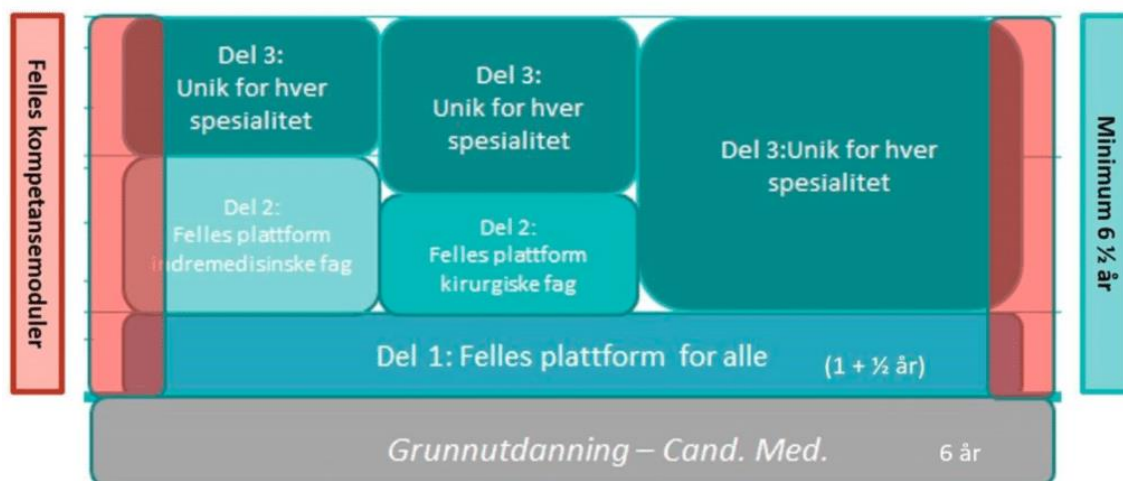 Felles kompetansemoduler
Del 3:
Unik for hver
spesialitet
Del 2:
Felles plattform
indremedisinske fag
Del 3:
Unik for hver
spesialitet
Del 2:
Felles plattform
kirurgiske fag
Del 3:Unik for hver
spesialitet
Minimum 6 ½ år
Del 1: Felles plattform for alle (1 + ½ år)
Grunnutdanning – Cand. Med. 6 år